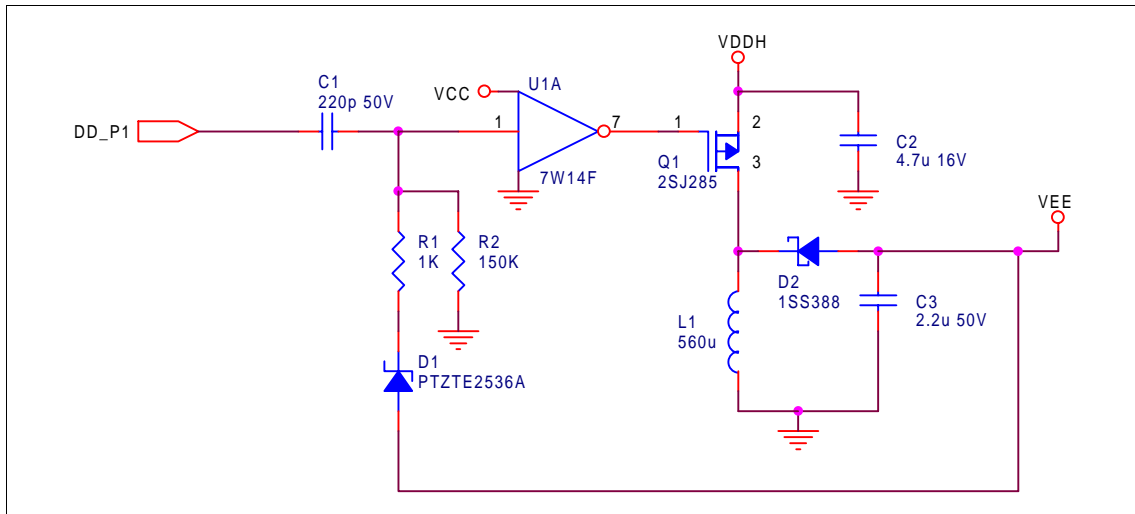 VDDH
C1
220p 50V
VCC
U1A
DD_P1
1
7
1
2
7W14F
Q1
2SJ285
3
C2
4.7u 16V
VEE
R1
1K
R2
150K
D2
1SS388
C3
2.2u 50V
L1
560u
D1
PTZTE2536A